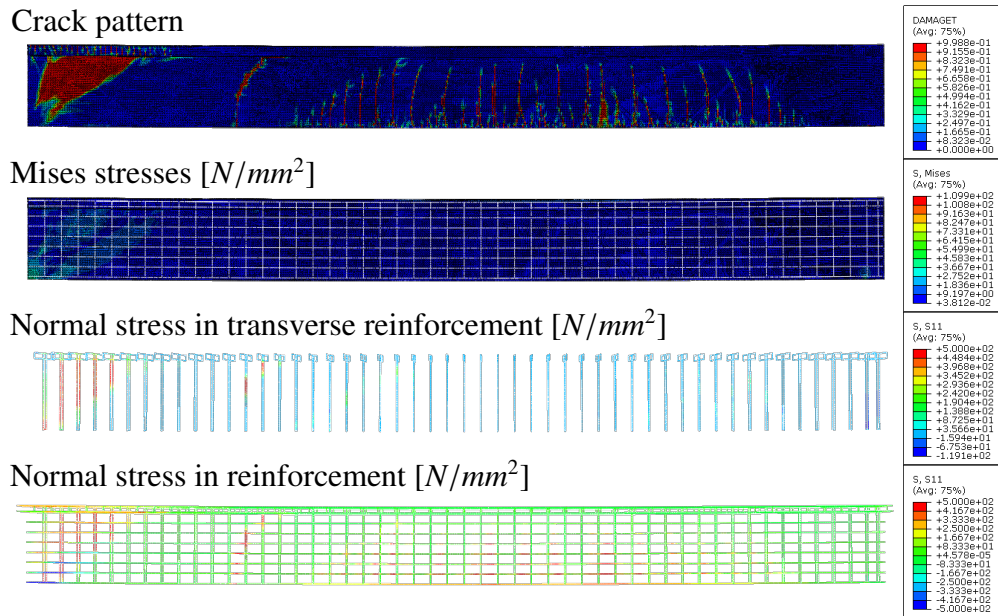 Crack pattern
DAMAGET
(Avg: 75%)
+9.988e-01
+9.155e-01
+8.323e-01
+7.491e-01
+6.658e-01
+5.826e-01
+4.994e-01
+4.162e-01
+3.329e-01
+2.497e-01
+1.665e-01
+8.323e-02
+0.000e+00
Mises stresses [N/mm²]
S, Mises
(Avg: 75%)
+1.099e+02
+1.008e+02
+9.163e+01
+8.247e+01
+7.331e+01
+6.415e+01
+5.499e+01
+4.583e+01
+3.667e+01
+2.752e+01
+1.836e+01
+9.197e+00
+3.812e-02
Normal stress in transverse reinforcement [N/mm²]
S, S11
(Avg: 75%)
+5.000e+02
+4.484e+02
+3.968e+02
+3.452e+02
+2.936e+02
+2.420e+02
+1.904e+02
+1.388e+02
+8.725e+01
+3.566e+01
-1.594e+01
-6.753e+01
-1.191e+02
Normal stress in reinforcement [N/mm²]
S, S11
(Avg: 75%)
+5.000e+02
+4.167e+02
+3.333e+02
+2.500e+02
+1.667e+02
+8.333e+01
+4.578e-05
-8.333e+01
-1.667e+02
-2.500e+02
-3.333e+02
-4.167e+02
-5.000e+02